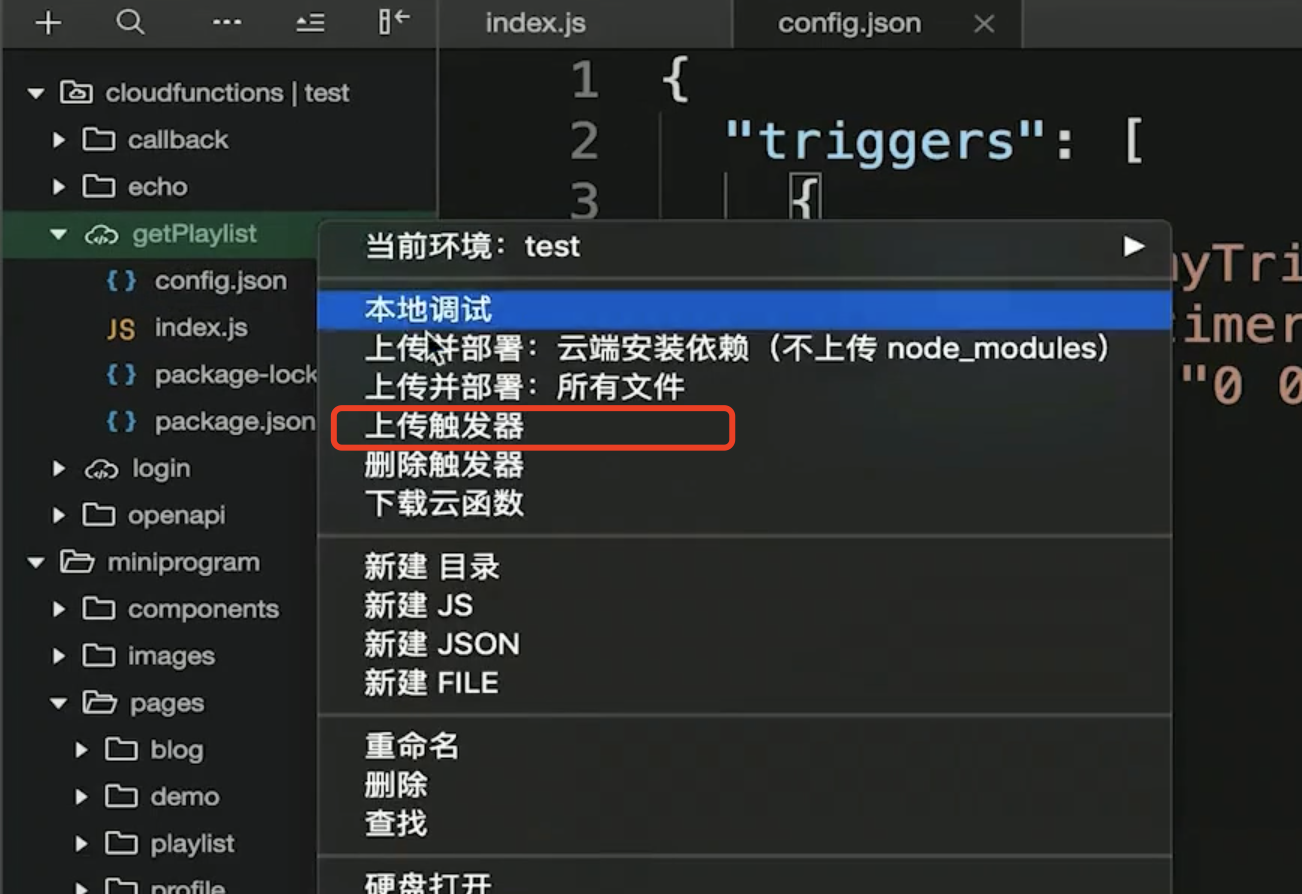 index.js
config.json
cloudfunctions | test
callback
echo
getPlaylist
config.json
index.js
package-lock
package.json
login
openapi
miniprogram
components
images
pages
blog
demo
playlist
profile
1 {
2 "triggers": [
3 {
yTri
imer
"0 0
当前环境：test
本地调试
上传并部署：云端安装依赖（不上传 node_modules）
上传并部署：所有文件
上传触发器
删除触发器
下载云函数
新建 目录
新建 JS
新建 JSON
新建 FILE
重命名
删除
查找
硬盘打开